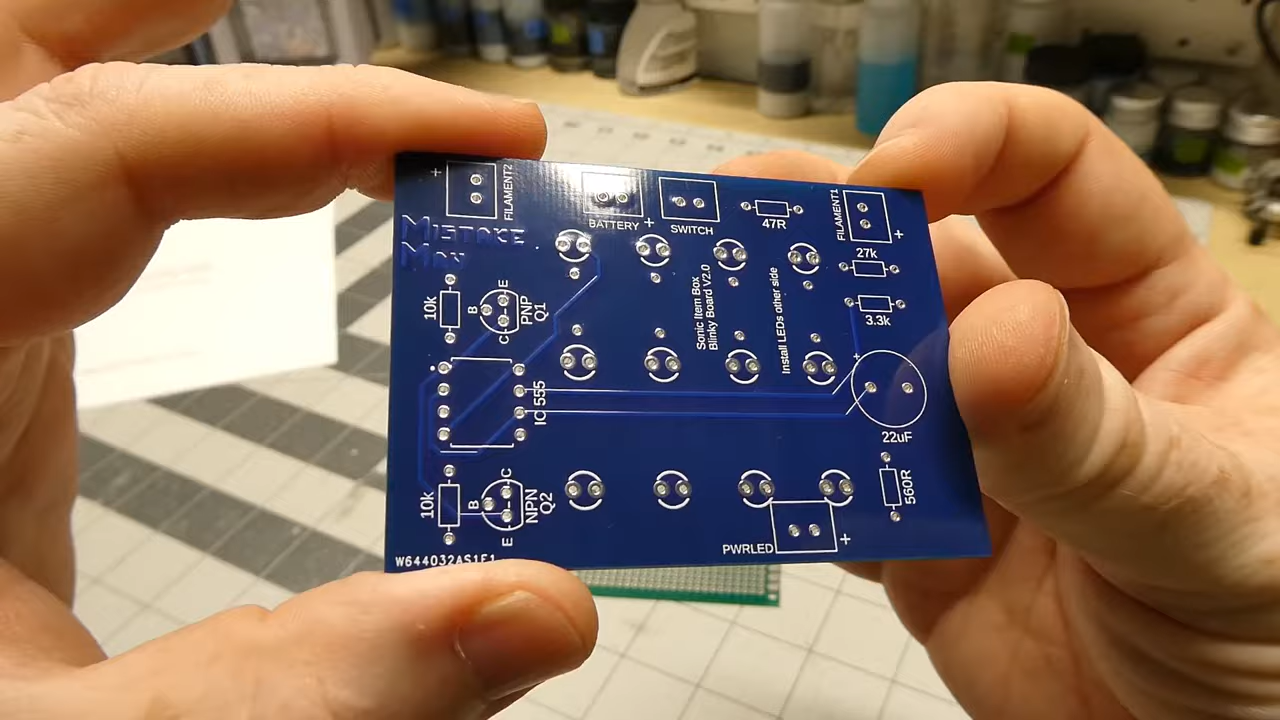 +
FILAMENT2
BATTERY +
SWITCH
47R
FILAMENT1
+
MISTAKE
MAN
27k
3.3k
10k
B
E
C
PNP
Q1
Sonic Item Box
Blinky Board V2.0
Install LEDs other side
IC 555
+
22uF
10k
B
C
E
NPN
Q2
560R
PWRLED
+
W644032AS1F1